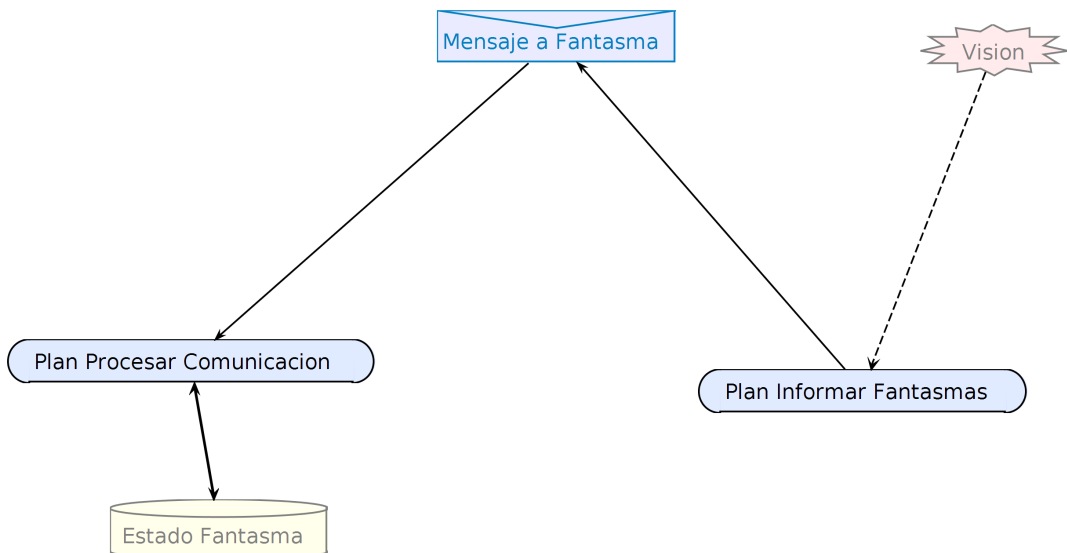 Mensaje a Fantasma
Vision
Plan Procesar Comunicacion
Plan Informar Fantasmas
Estado Fantasma